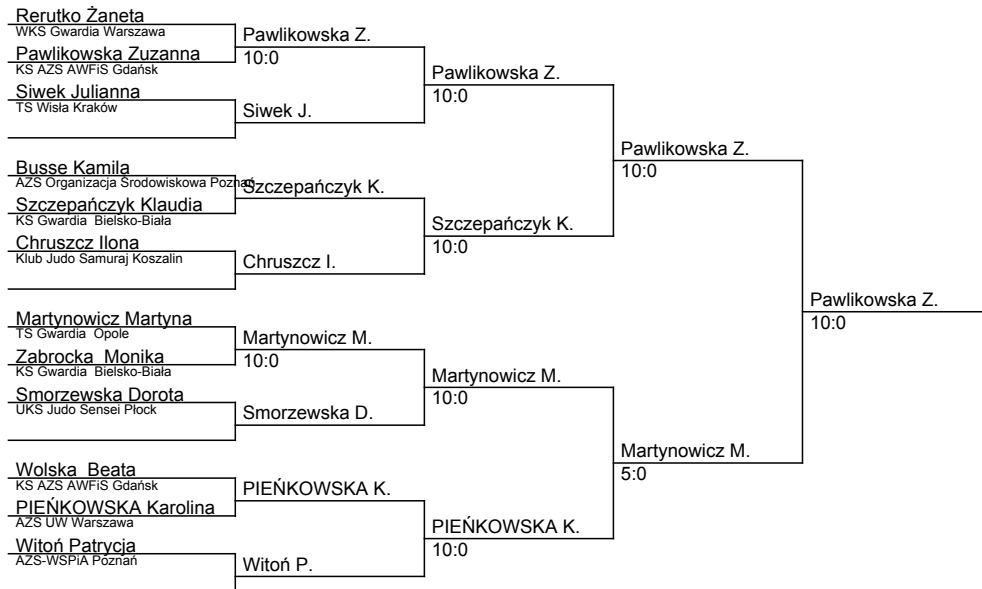 Rerutko Żaneta
WKS Gwardia Warszawa
Pawlikowska Zuzanna
KS AZS AWFiS Gdańsk
Siwek Julianna
TS Wisła Kraków
Busse Kamila
AZS Organizacja Środowiskowa Poznań
Szczepańczyk Klaudia
KS Gwardia  Bielsko-Biała
Chruszcz Ilona
Klub Judo Samuraj Koszalin
Martynowicz Martyna
TS Gwardia  Opole
Zabrocka  Monika
KS Gwardia  Bielsko-Biała
Smorzewska Dorota
UKS Judo Sensei Płock
Wolska  Beata
KS AZS AWFiS Gdańsk
PIEŃKOWSKA Karolina
AZS UW Warszawa
Witoń Patrycja
AZS-WSPiA Poznań
Pawlikowska Z.
10:0
Siwek J.
Szczepańczyk K.
Chruszcz I.
Martynowicz M.
10:0
Smorzewska D.
PIEŃKOWSKA K.
Witoń P.
Pawlikowska Z.
10:0
Szczepańczyk K.
10:0
Martynowicz M.
10:0
PIEŃKOWSKA K.
10:0
Pawlikowska Z.
10:0
Martynowicz M.
5:0
Pawlikowska Z.
10:0